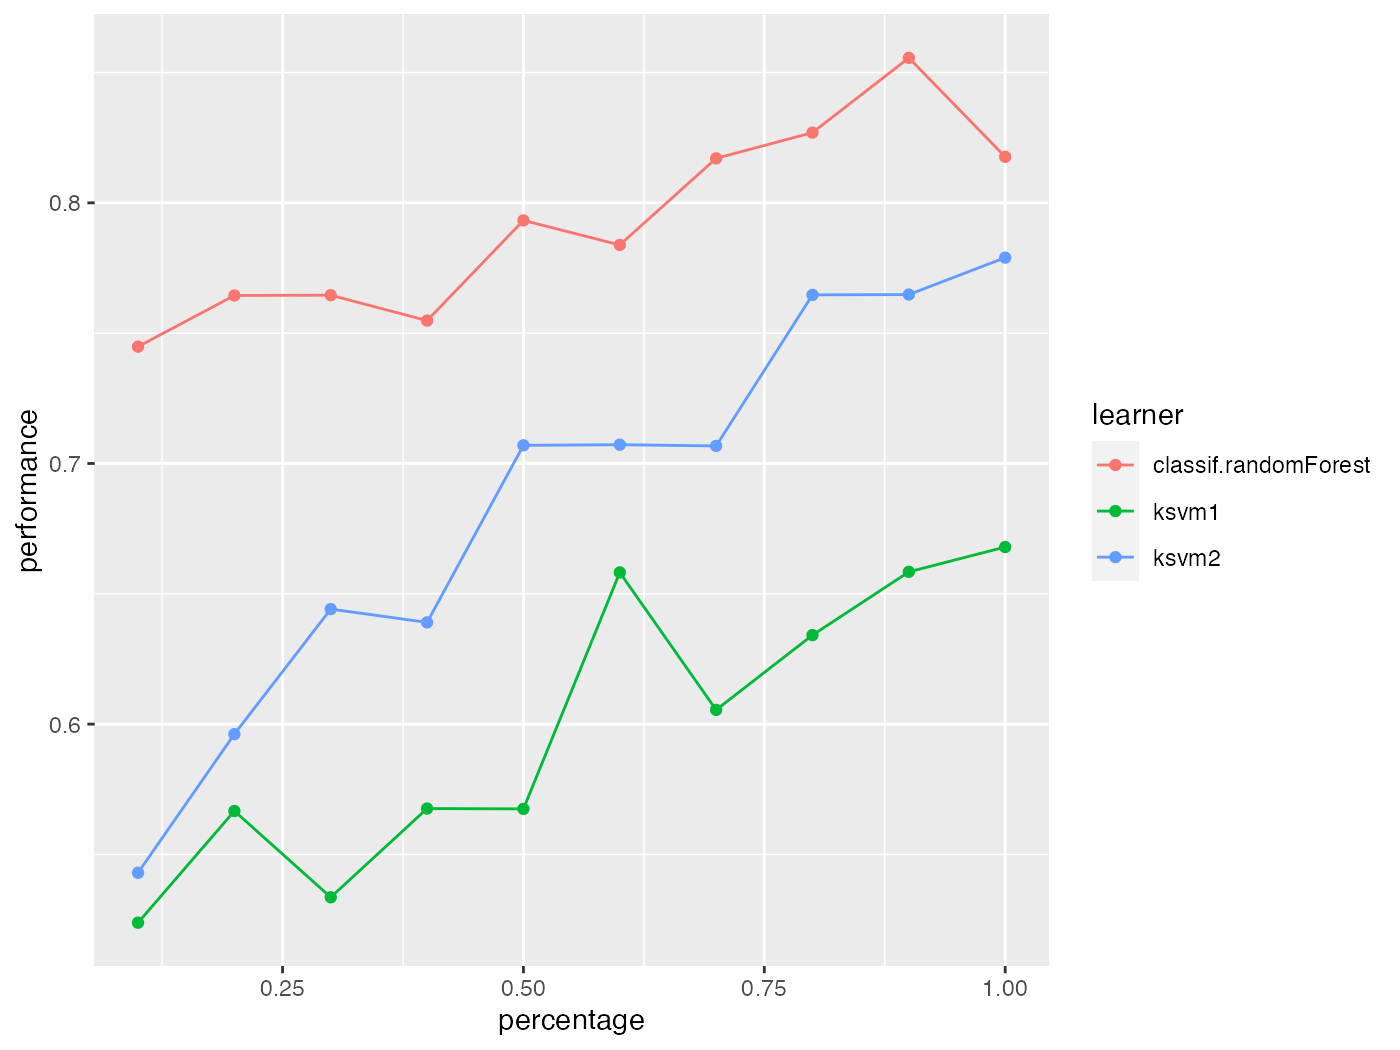 0.8
0.7
0.6
performance
0.25
0.50
0.75
1.00
percentage
learner
classif.randomForest
ksvm1
ksvm2